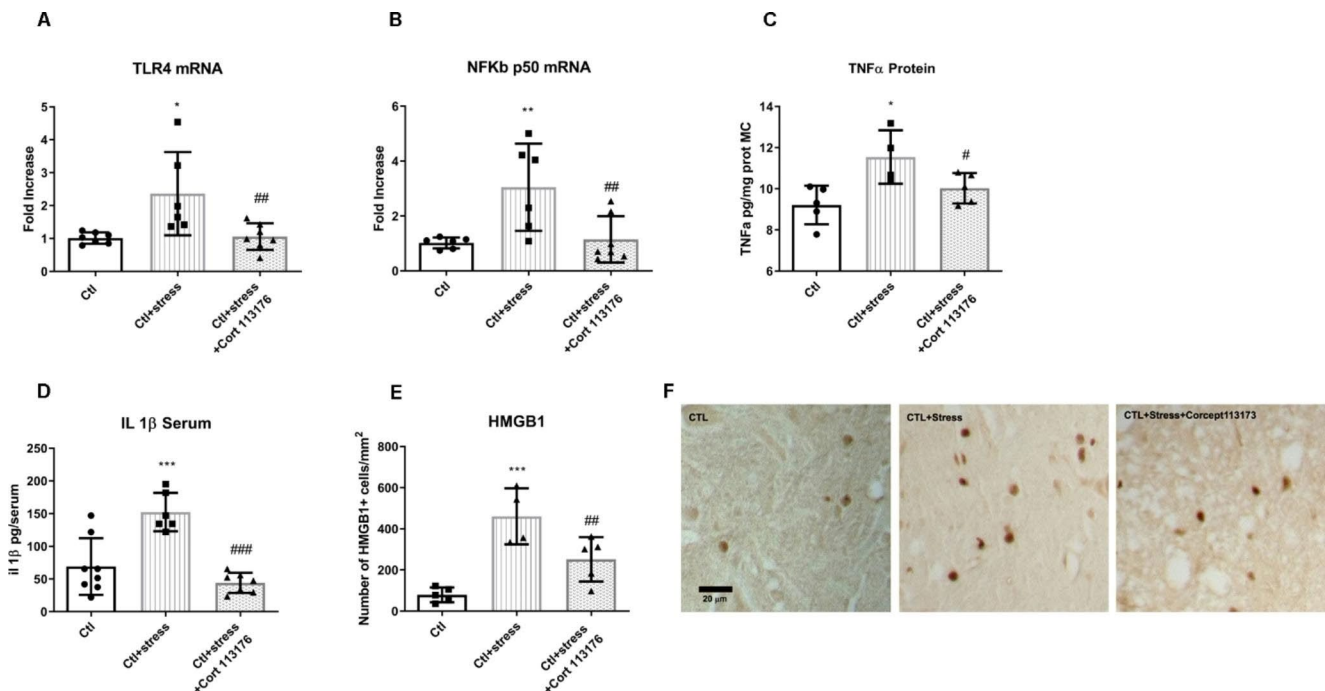 A
TLR4 mRNA
Fold Increase
5
4
3
2
1
0
*
##
Ctl
Ctl+stress
Ctl+stress
+Cort 113176
B
NFKb p50 mRNA
Fold Increase
6
4
2
0
**
##
Ctl
Ctl+stress
Ctl+stress
+Cort 113176
C
TNFα Protein
TNFa pg/mg prot MC
14
12
10
8
6
*
#
Ctl
Ctl+stress
Ctl+stress
+Cort 113176
D
IL 1β Serum
il 1β pg/serum
250
200
150
100
50
0
***
###
Ctl
Ctl+stress
Ctl+stress
+Cort 113176
E
HMGB1
Number of HMGB1+ cells/mm²
800
600
400
200
0
***
##
Ctl
Ctl+stress
Ctl+stress
+Cort 113176
F
CTL
20 μm
CTL+Stress
CTL+Stress+Corcept113173